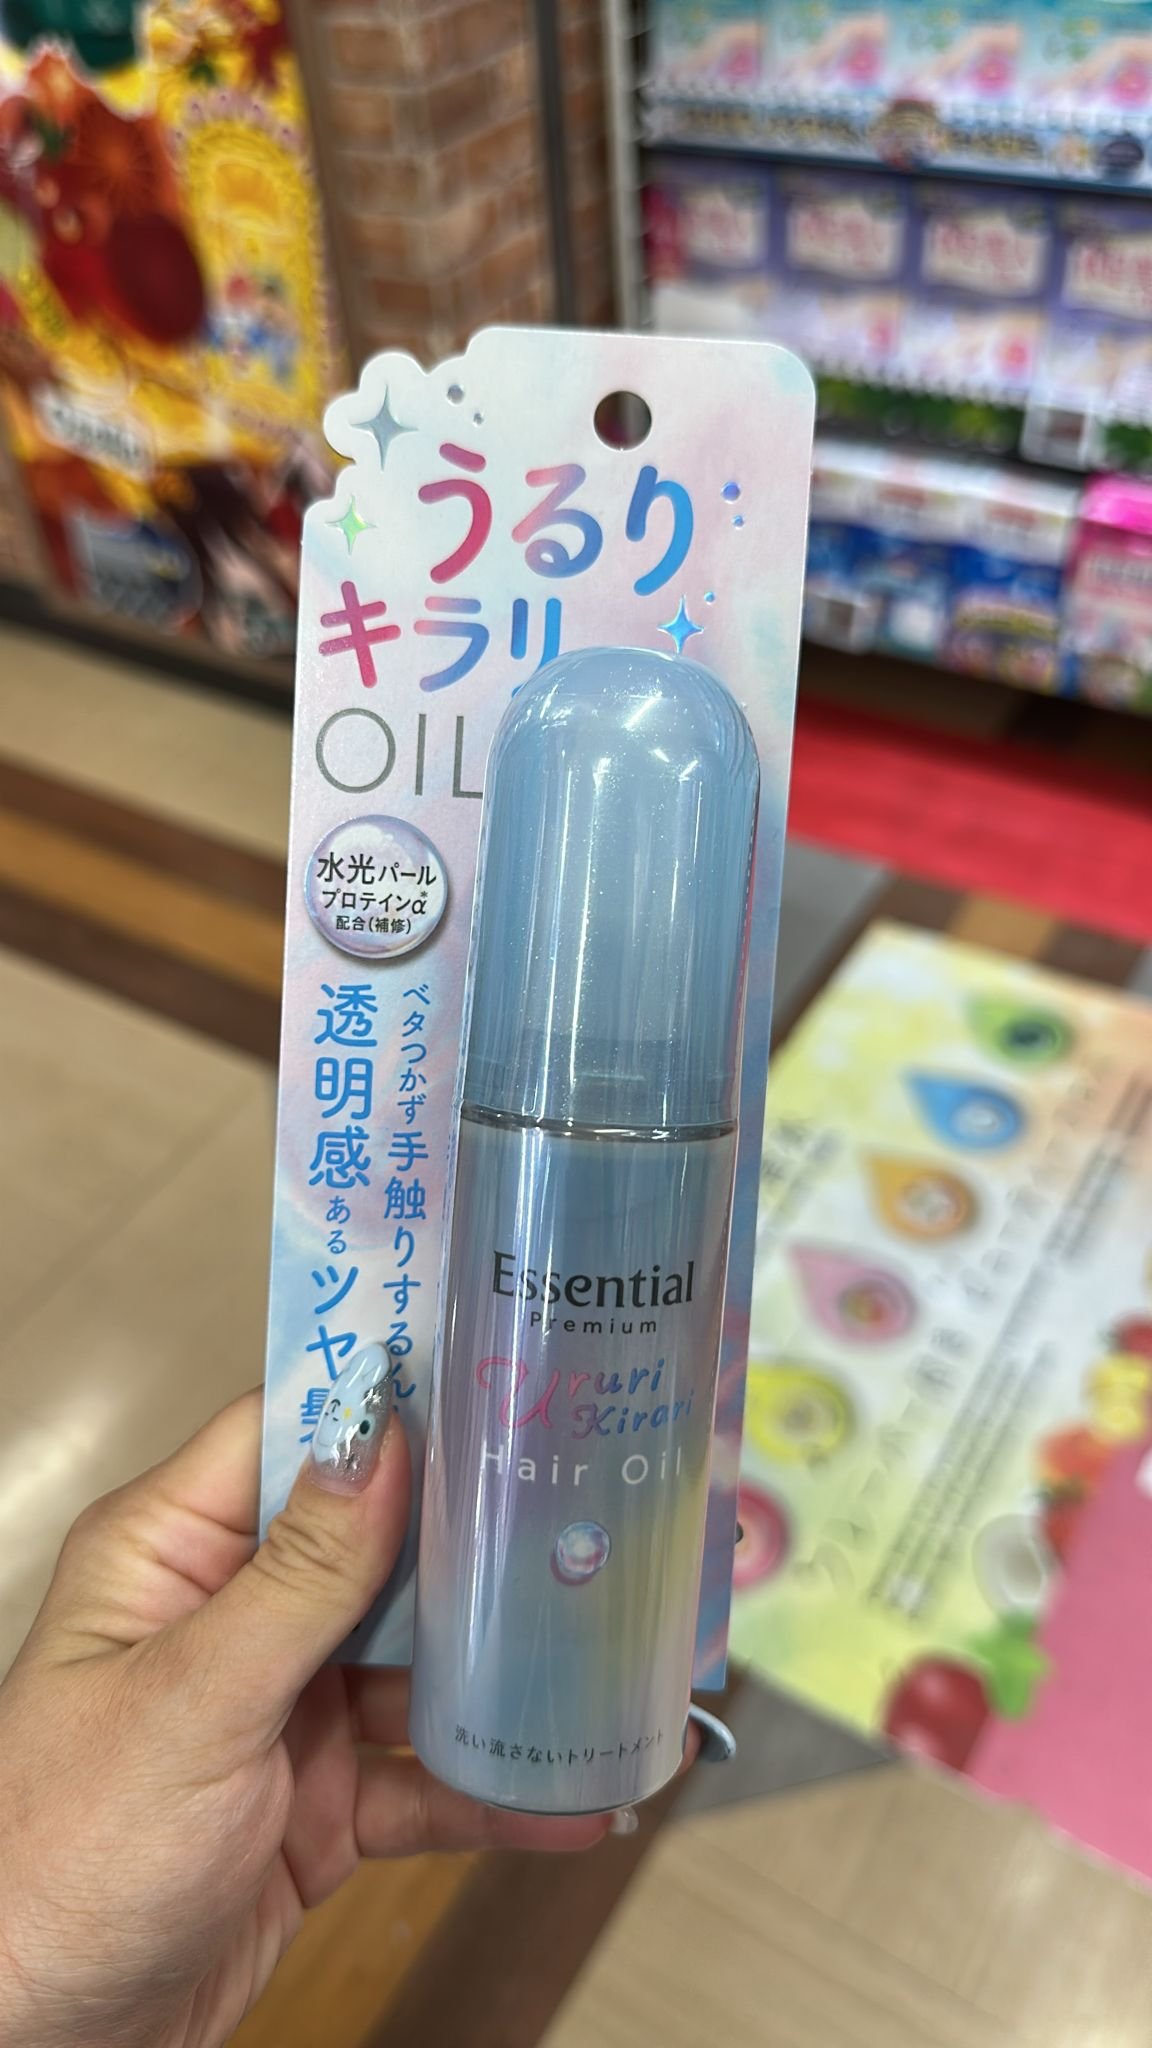 うるり
キラリ
OIL
水光パール
プロテインα*
配合(補修)
ベタつかず手触りするん
透明感あるツヤ髪
Essential
Premium
Ururi
Kirari
Hair Oil
洗い流さないトリートメント